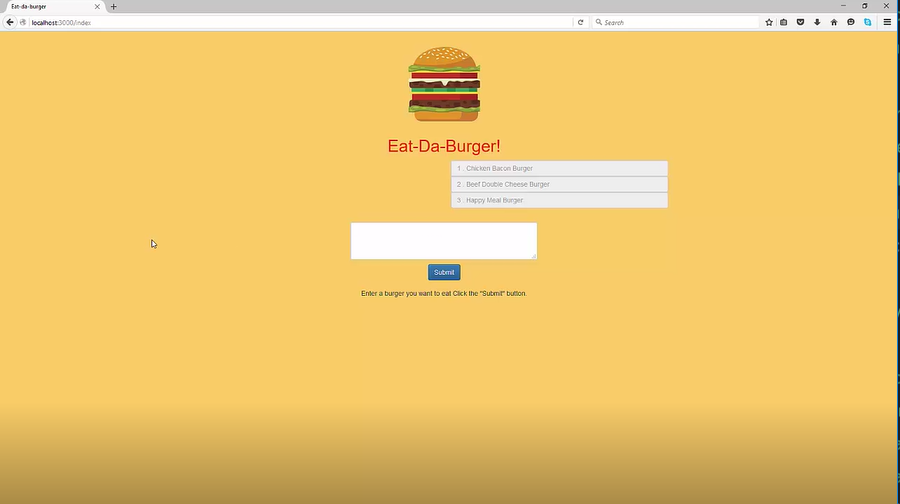 Eat-da-burger
localhost:3000/index
Search
Eat-Da-Burger!
1 . Chicken Bacon Burger
2 . Beef Double Cheese Burger
3 . Happy Meal Burger
Submit
Enter a burger you want to eat Click the "Submit" button.